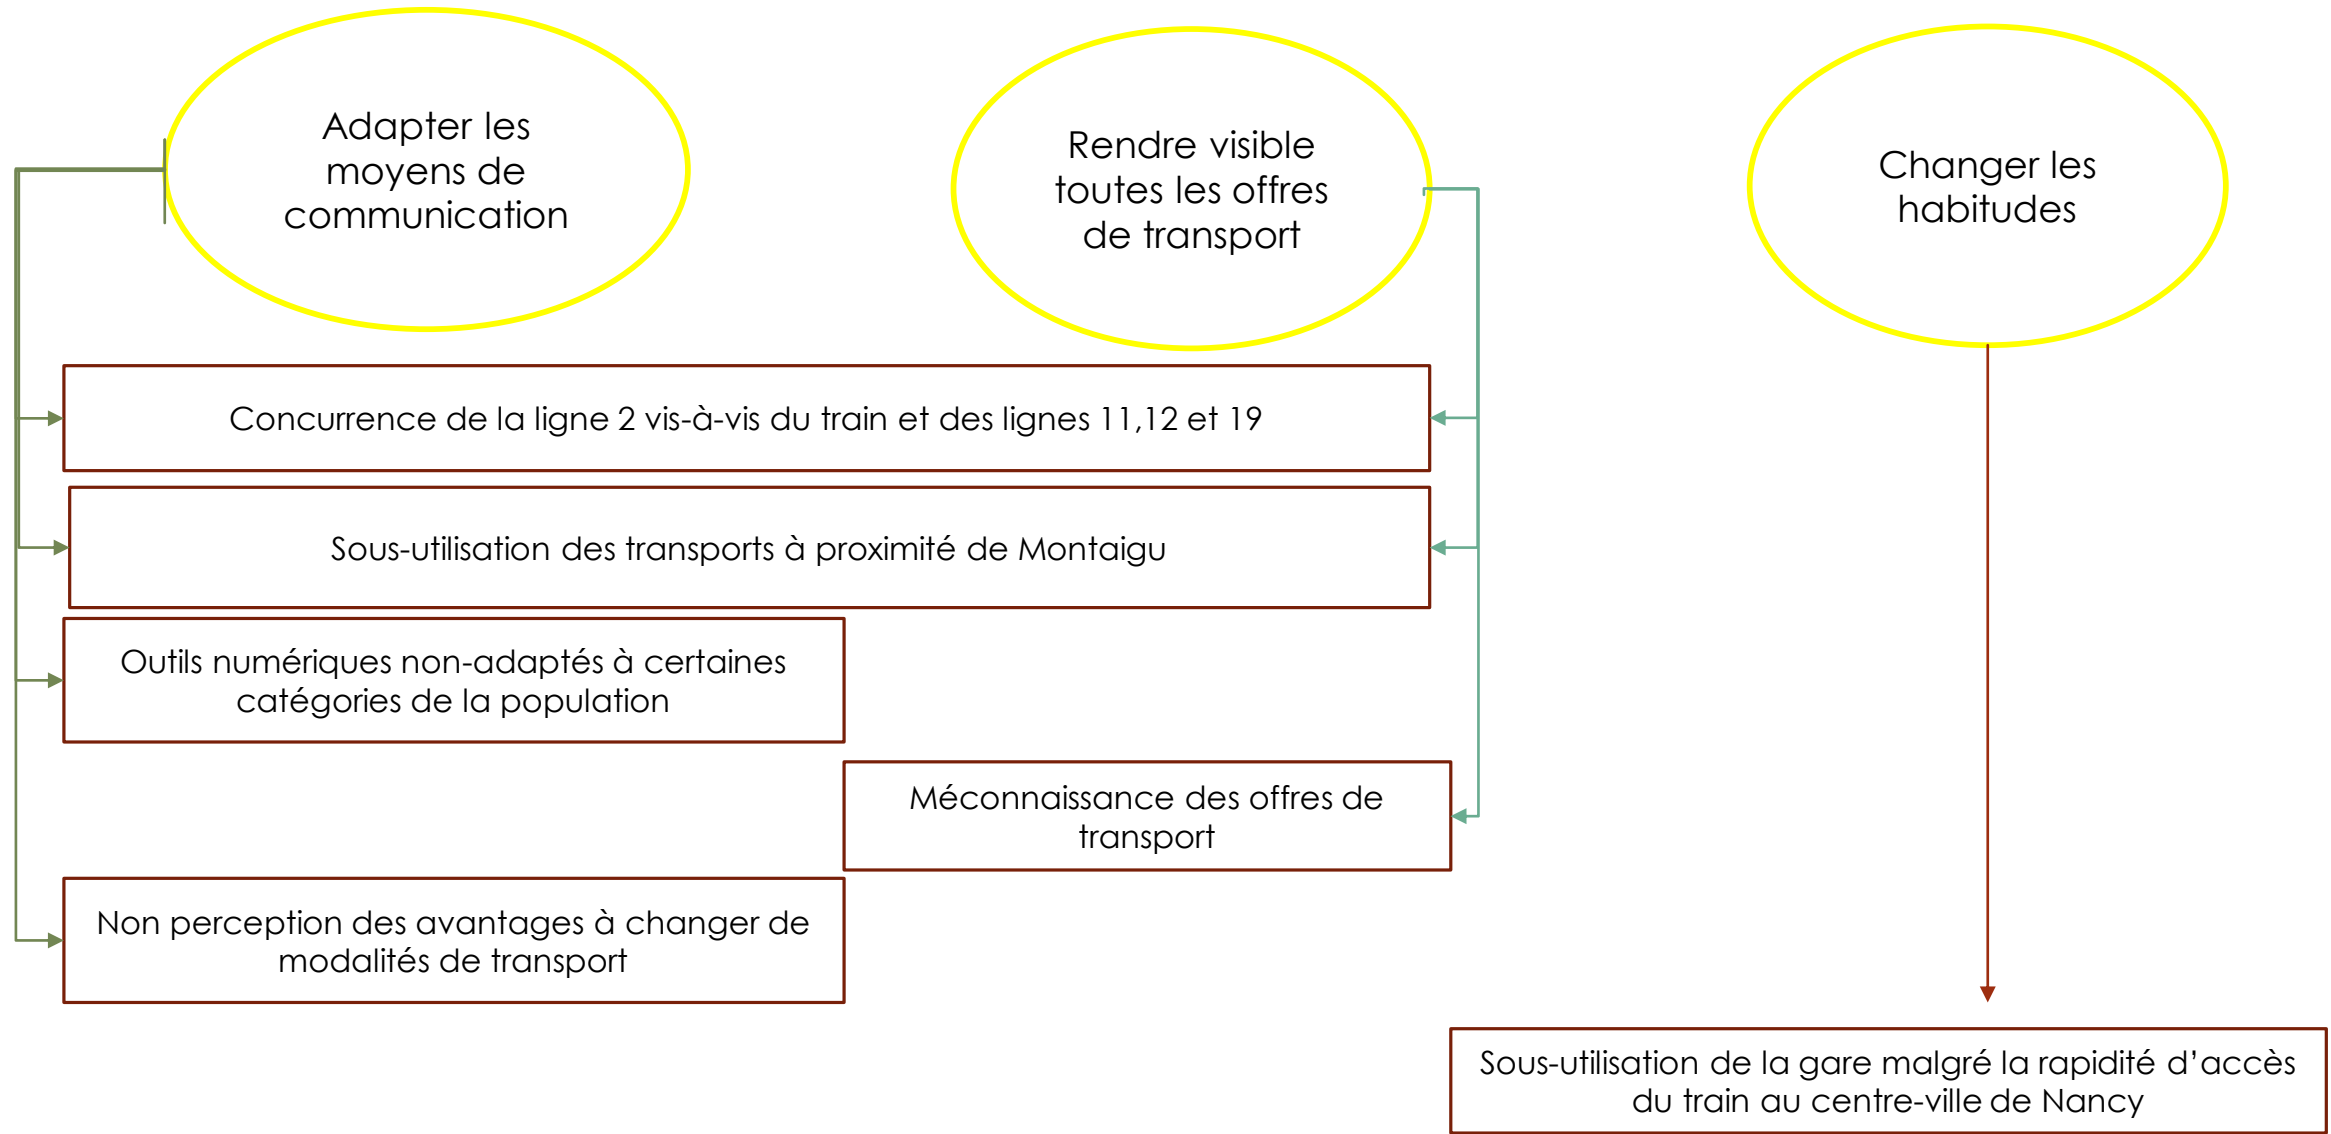 Adapter les
moyens de
communication
Rendre visible
toutes les offres
de transport
Changer les
habitudes
Concurrence de la ligne 2 vis-à-vis du train et des lignes 11,12 et 19
Sous-utilisation des transports à proximité de Montaigu
Outils numériques non-adaptés à certaines
catégories de la population
Méconnaissance des offres de
transport
Non perception des avantages à changer de
modalités de transport
Sous-utilisation de la gare malgré la rapidité d’accès
du train au centre-ville de Nancy